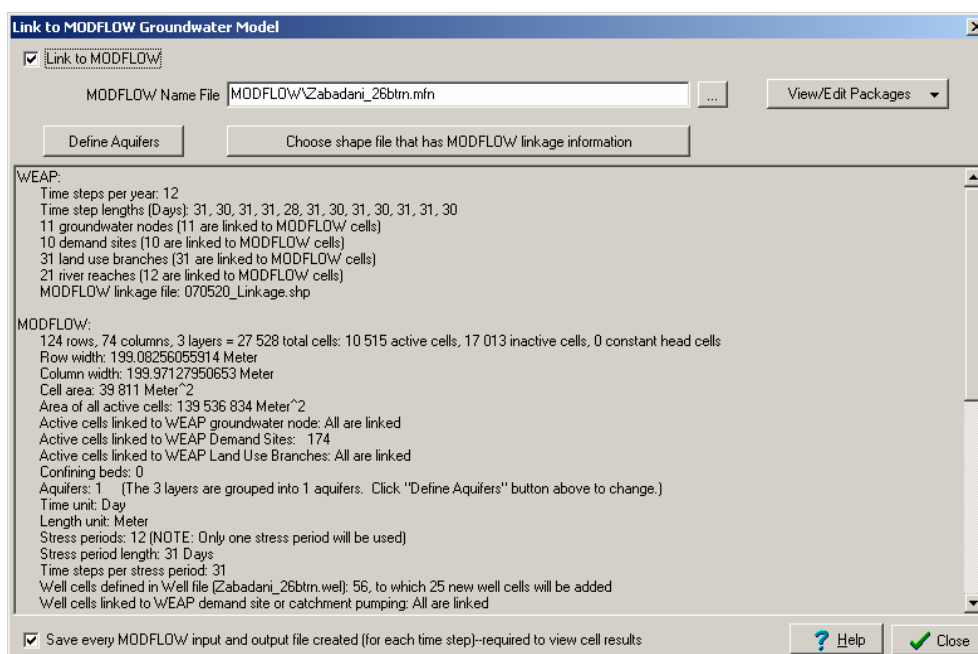 Link to MODFLOW Groundwater Model
Link to MODFLOW
MODFLOW Name File MODFLOW\Zabadani_26btrn.mfn ... View/Edit Packages
Define Aquifers Choose shape file that has MODFLOW linkage information
WEAP:
Time steps per year: 12
Time step lengths (Days): 31, 30, 31, 31, 28, 31, 30, 31, 30, 31, 31, 30
11 groundwater nodes (11 are linked to MODFLOW cells)
10 demand sites (10 are linked to MODFLOW cells)
31 land use branches (31 are linked to MODFLOW cells)
21 river reaches (12 are linked to MODFLOW cells)
MODFLOW linkage file: 070520_Linkage.shp
MODFLOW:
124 rows, 74 columns, 3 layers = 27 528 total cells: 10 515 active cells, 17 013 inactive cells, 0 constant head cells
Row width: 199.08256055914 Meter
Column width: 199.97127950653 Meter
Cell area: 39 811 Meter^2
Area of all active cells: 139 536 834 Meter^2
Active cells linked to WEAP groundwater node: All are linked
Active cells linked to WEAP Demand Sites: 174
Active cells linked to WEAP Land Use Branches: All are linked
Confining beds: 0
Aquifers: 1 (The 3 layers are grouped into 1 aquifers. Click "Define Aquifers" button above to change.)
Time unit: Day
Length unit: Meter
Stress periods: 12 (NOTE: Only one stress period will be used)
Stress period length: 31 Days
Time steps per stress period: 31
Well cells defined in Well file (Zabadani_26btrn.wel): 56, to which 25 new well cells will be added
Well cells linked to WEAP demand site or catchment pumping: All are linked
Save every MODFLOW input and output file created (for each time step)--required to view cell results ? Help Close